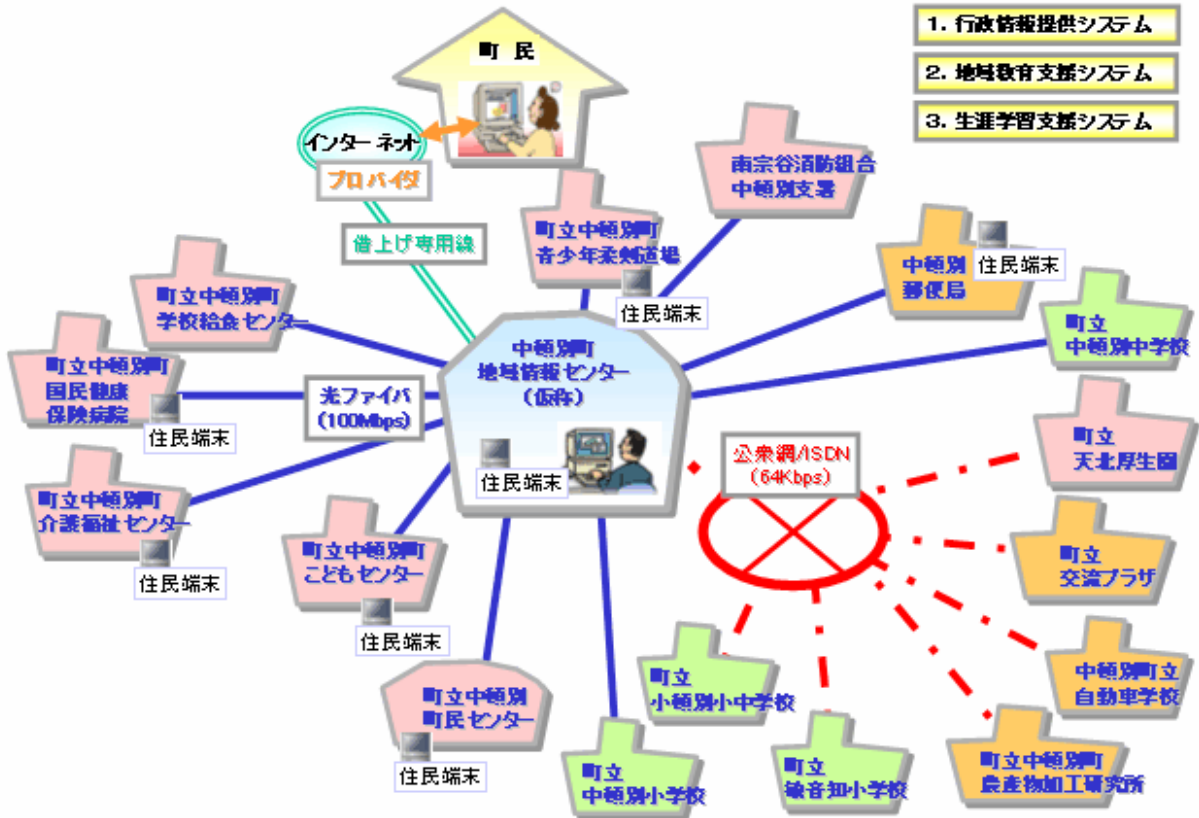 町 民
1. 行政情報提供システム
2. 地域教育支援システム
3. 生涯学習支援システム
インターネット
プロバイダ
借上げ専用線
南宗谷消防組合
中頓別支署
町立中頓別町
青少年柔剣道場
住民端末
中頓別
郵便局
住民端末
町立
中頓別中学校
町立中頓別町
学校給食センター
町立中頓別町
国民健康
保険病院
住民端末
光ファイバ
(100Mbps)
中頓別町
地域情報センター
(仮称)
住民端末
公衆網/ISDN
(64Kbps)
町立
天北厚生園
町立中頓別町
介護福祉センター
住民端末
町立中頓別町
こどもセンター
住民端末
町立
交流プラザ
町立中頓別
町民センター
住民端末
町立
中頓別小学校
町立
小頓別小中学校
町立
敏音知小学校
中頓別町立
自動車学校
町立中頓別町
農産物加工研究所